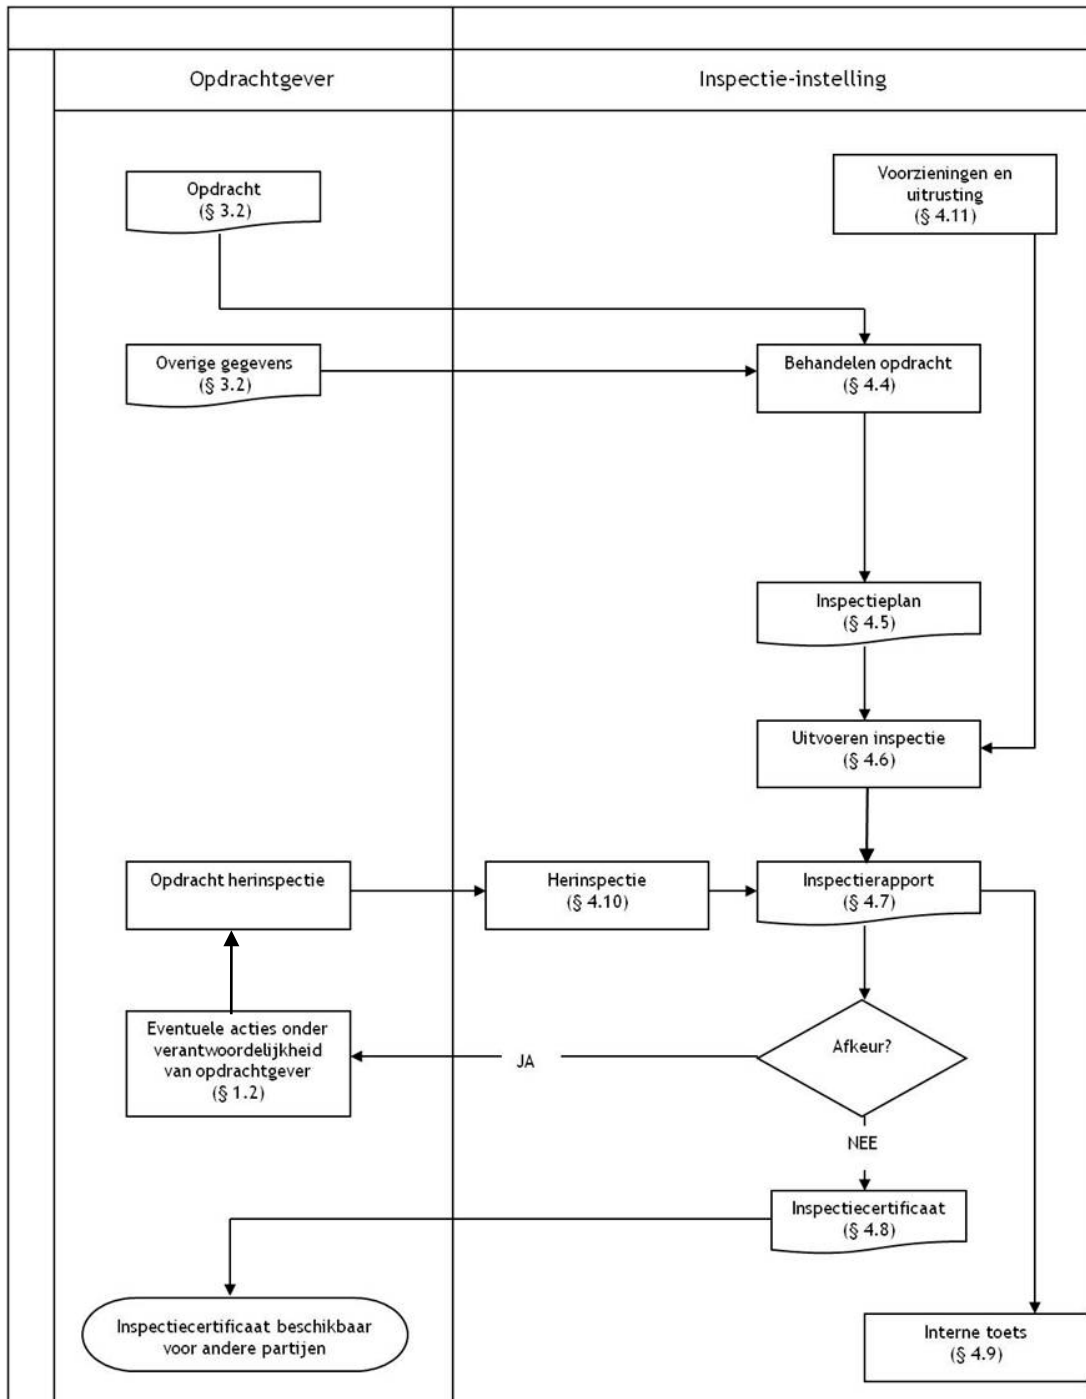 Opdrachtgever
Inspectie-instelling
Opdracht
(§ 3.2)
Voorzieningen en
uitrusting
(§ 4.11)
Overige gegevens
(§ 3.2)
Behandelen opdracht
(§ 4.4)
Inspectieplan
(§ 4.5)
Uitvoeren inspectie
(§ 4.6)
Opdracht herinspectie
Herinspectie
(§ 4.10)
Inspectierapport
(§ 4.7)
Eventuele acties onder
verantwoordelijkheid
van opdrachtgever
(§ 1.2)
JA
Afkeur?
NEE
Inspectiecertificaat
(§ 4.8)
Inspectiecertificaat beschikbaar
voor andere partijen
Interne toets
(§ 4.9)